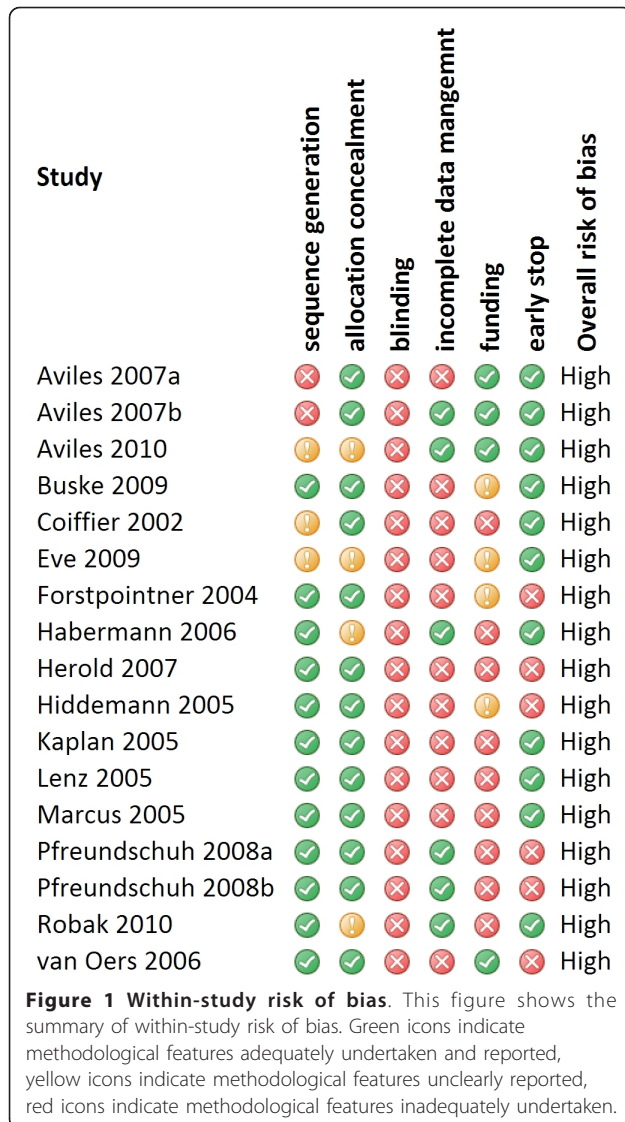 Study
sequence generation
allocation concealment
blinding
incomplete data mangemnt
funding
early stop
Overall risk of bias
Aviles 2007a High
Aviles 2007b High
Aviles 2010 High
Buske 2009 High
Coiffier 2002 High
Eve 2009 High
Forstpointner 2004 High
Habermann 2006 High
Herold 2007 High
Hiddemann 2005 High
Kaplan 2005 High
Lenz 2005 High
Marcus 2005 High
Pfreundschuh 2008a High
Pfreundschuh 2008b High
Robak 2010 High
van Oers 2006 High
Figure 1 Within-study risk of bias. This figure shows the
summary of within-study risk of bias. Green icons indicate
methodological features adequately undertaken and reported,
yellow icons indicate methodological features unclearly reported,
red icons indicate methodological features inadequately undertaken.